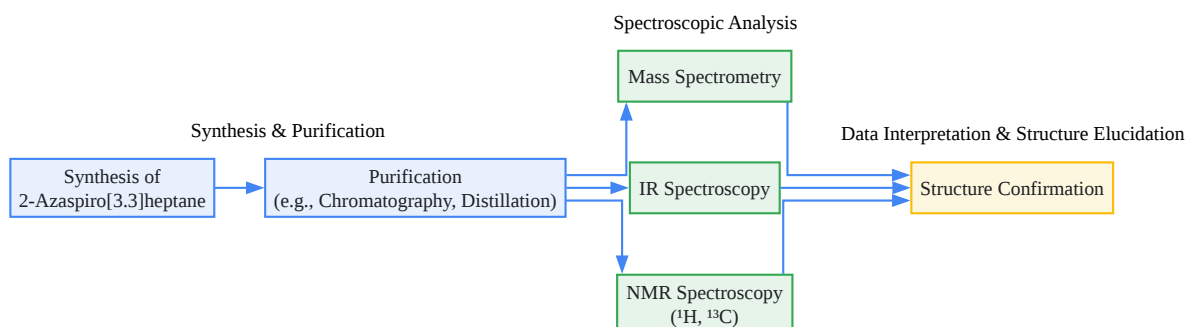 Spectroscopic Analysis
Mass Spectrometry
Synthesis & Purification
Data Interpretation & Structure Elucidation
Synthesis of
2-Azaspiro[3.3]heptane
Purification
(e.g., Chromatography, Distillation)
IR Spectroscopy
Structure Confirmation
NMR Spectroscopy
(¹H, ¹³C)